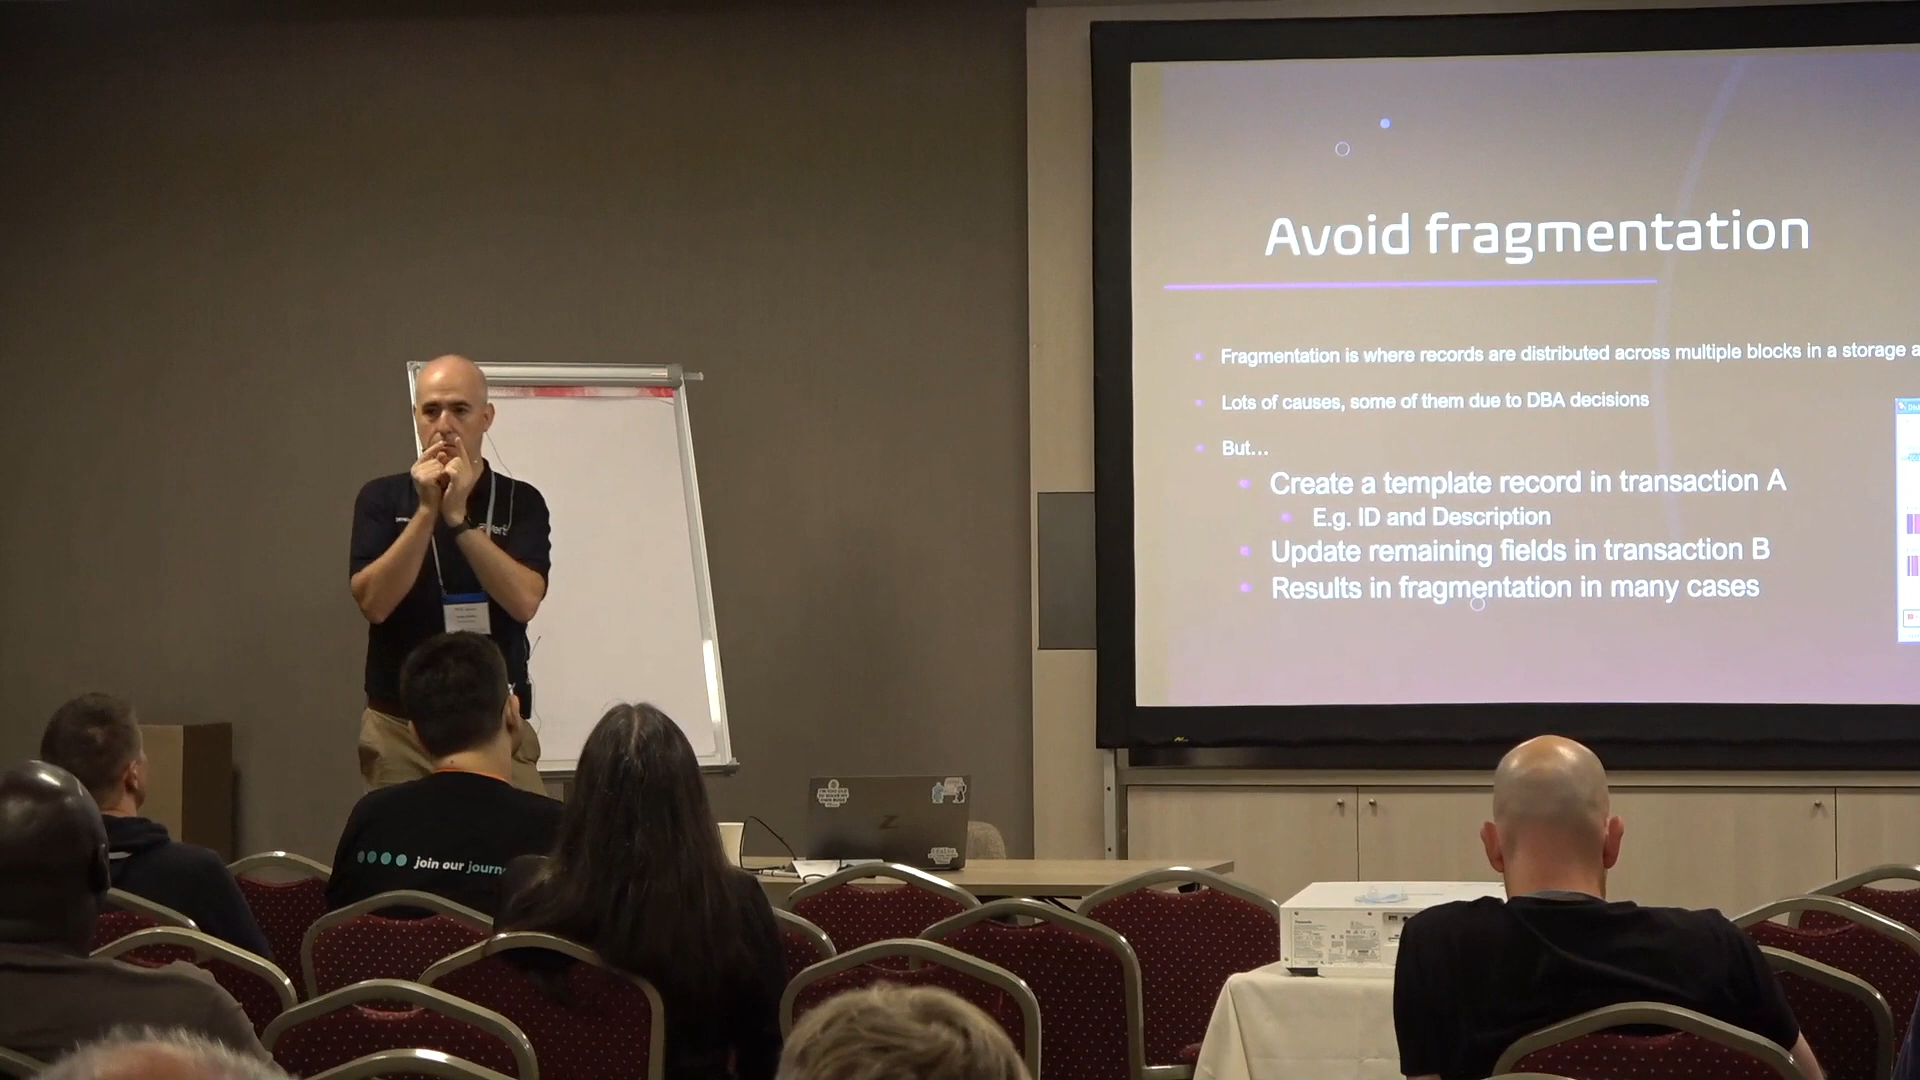 Avoid fragmentation
Fragmentation is where records are distributed across multiple blocks in a storage a
Lots of causes, some of them due to DBA decisions
But...
Create a template record in transaction A
E.g. ID and Description
Update remaining fields in transaction B
Results in fragmentation in many cases
join our journ